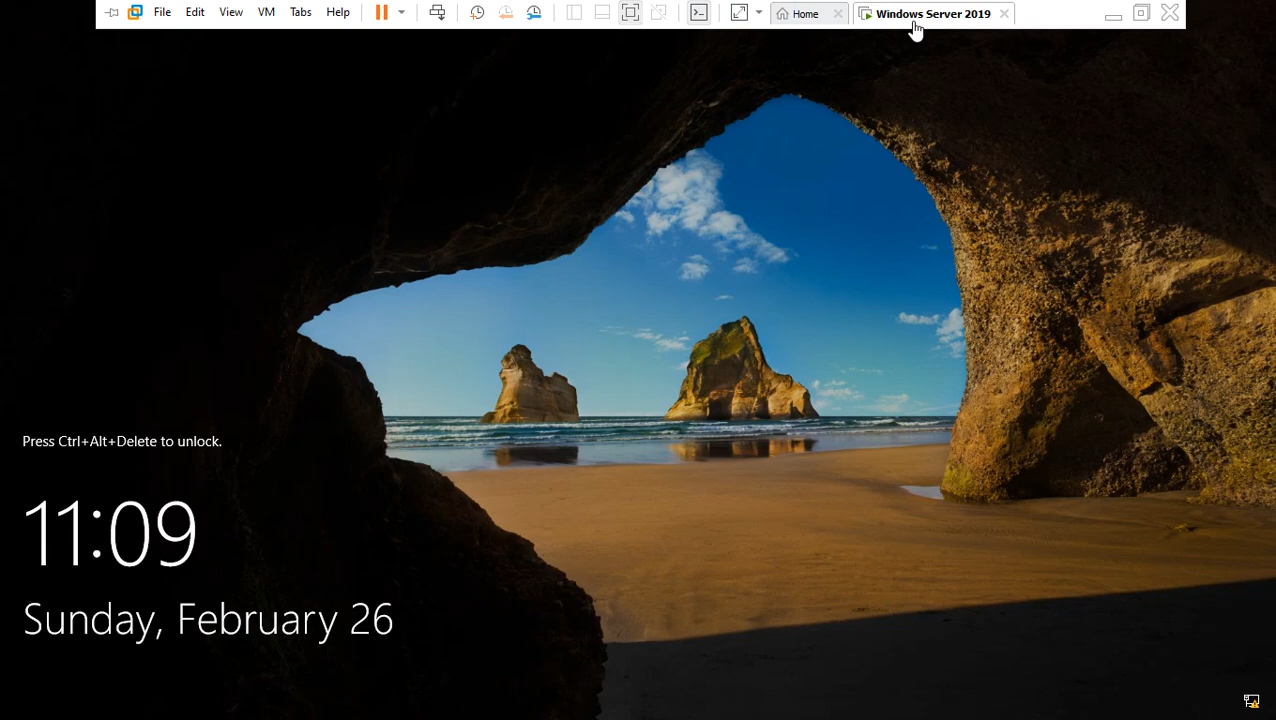 File Edit View VM Tabs Help Home Windows Server 2019
Press Ctrl+Alt+Delete to unlock.
11:09
Sunday, February 26